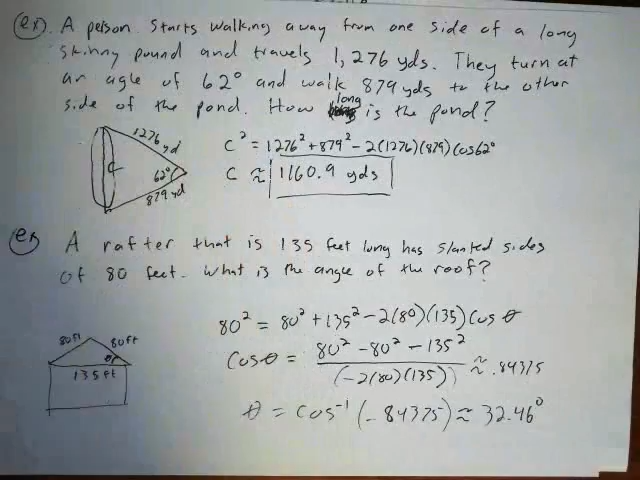 ex). A person starts walking away from one side of a long
skinny pound and travels 1,276 yds. They turn at
an agle of 62° and walk 879 yds to the other
side of the pond. How long is the pond?
1276 yd
C
62°
879 yd
C² = 1276² + 879² - 2(1276)(879) cos 62°
C ≈ 1160.9 yds
ex) A rafter that is 135 feet long has slanted sides
of 80 feet. What is the angle of the roof?
80ft 80ft
θ
135 ft
80² = 80² + 135² - 2(80)(135) cos θ
cos θ = 80² - 80² - 135² / (-2(80)(135)) ≈ .84375
θ = cos⁻¹(.84375) ≈ 32.46°